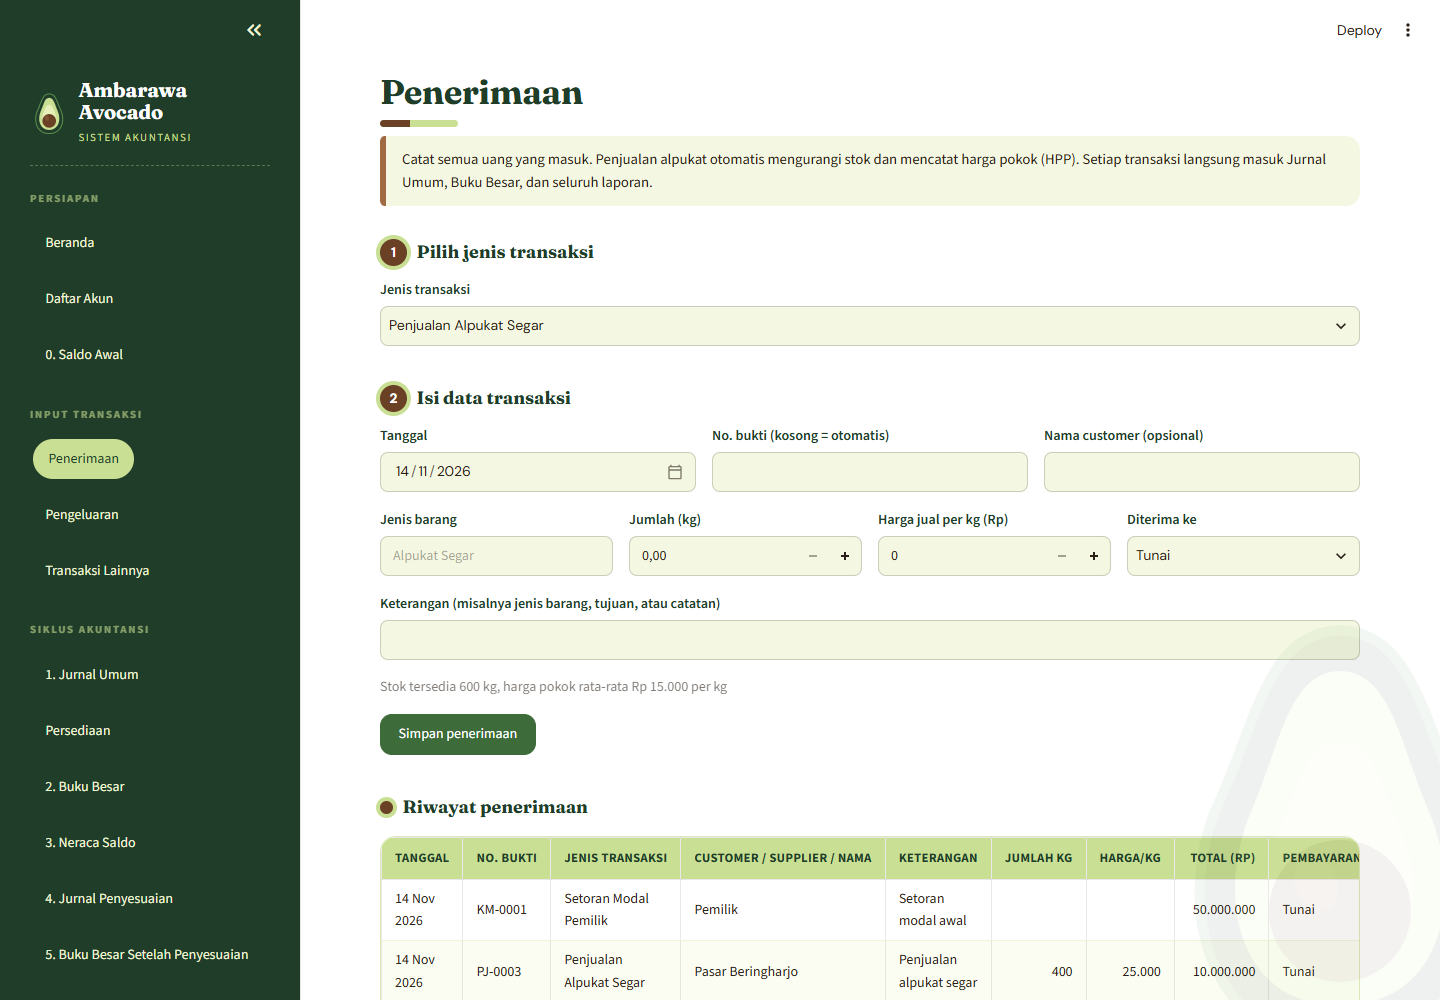 Deploy
Ambarawa
Avocado
SISTEM AKUNTANSI
PERSIAPAN
Beranda
Daftar Akun
0. Saldo Awal
INPUT TRANSAKSI
Penerimaan
Pengeluaran
Transaksi Lainnya
SIKLUS AKUNTANSI
1. Jurnal Umum
Persediaan
2. Buku Besar
3. Neraca Saldo
4. Jurnal Penyesuaian
5. Buku Besar Setelah Penyesuaian
Penerimaan
Catat semua uang yang masuk. Penjualan alpukat otomatis mengurangi stok dan mencatat harga pokok (HPP). Setiap transaksi langsung masuk Jurnal
Umum, Buku Besar, dan seluruh laporan.
1 Pilih jenis transaksi
Jenis transaksi
Penjualan Alpukat Segar
2 Isi data transaksi
Tanggal No. bukti (kosong = otomatis) Nama customer (opsional)
14 / 11 / 2026
Jenis barang Jumlah (kg) Harga jual per kg (Rp) Diterima ke
Alpukat Segar 0,00 − + 0 − + Tunai
Keterangan (misalnya jenis barang, tujuan, atau catatan)
Stok tersedia 600 kg, harga pokok rata-rata Rp 15.000 per kg
Simpan penerimaan
Riwayat penerimaan
TANGGAL NO. BUKTI JENIS TRANSAKSI CUSTOMER / SUPPLIER / NAMA KETERANGAN JUMLAH KG HARGA/KG TOTAL (RP) PEMBAYARAN
14 Nov 2026 KM-0001 Setoran Modal Pemilik Pemilik Setoran modal awal 50.000.000 Tunai
14 Nov 2026 PJ-0003 Penjualan Alpukat Segar Pasar Beringharjo Penjualan alpukat segar 400 25.000 10.000.000 Tunai